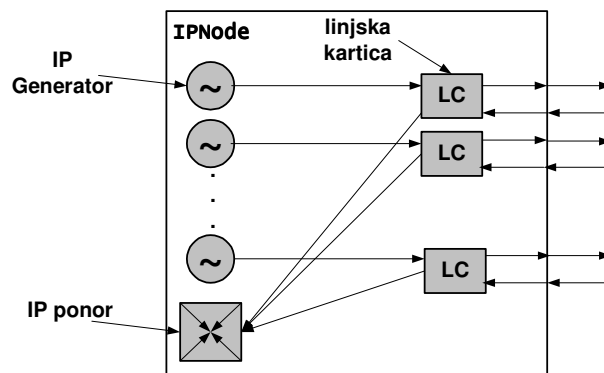 IPNode
linjska
kartica
IP
Generator
~
LC
~
LC
.
.
.
~
LC
IP ponor